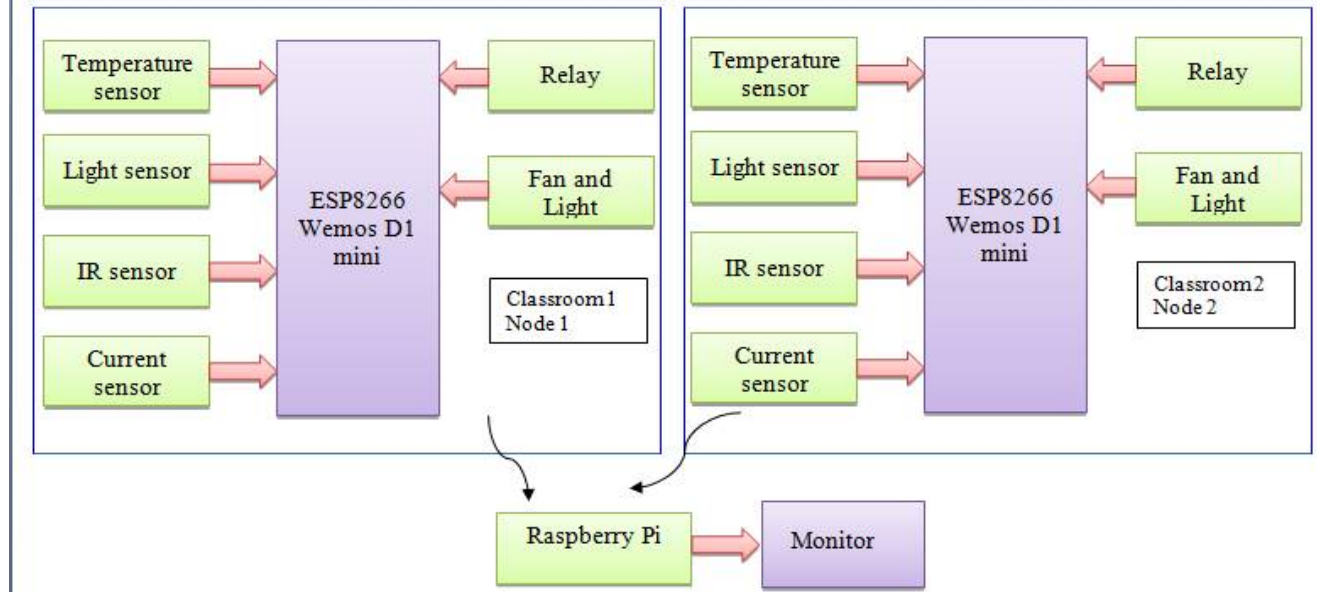 Temperature
sensor
Light sensor
IR sensor
Current
sensor
ESP8266
Wemos D1
mini
Relay
Fan and
Light
Classroom1
Node 1
Temperature
sensor
Light sensor
IR sensor
Current
sensor
ESP8266
Wemos D1
mini
Relay
Fan and
Light
Classroom2
Node 2
Raspberry Pi
Monitor